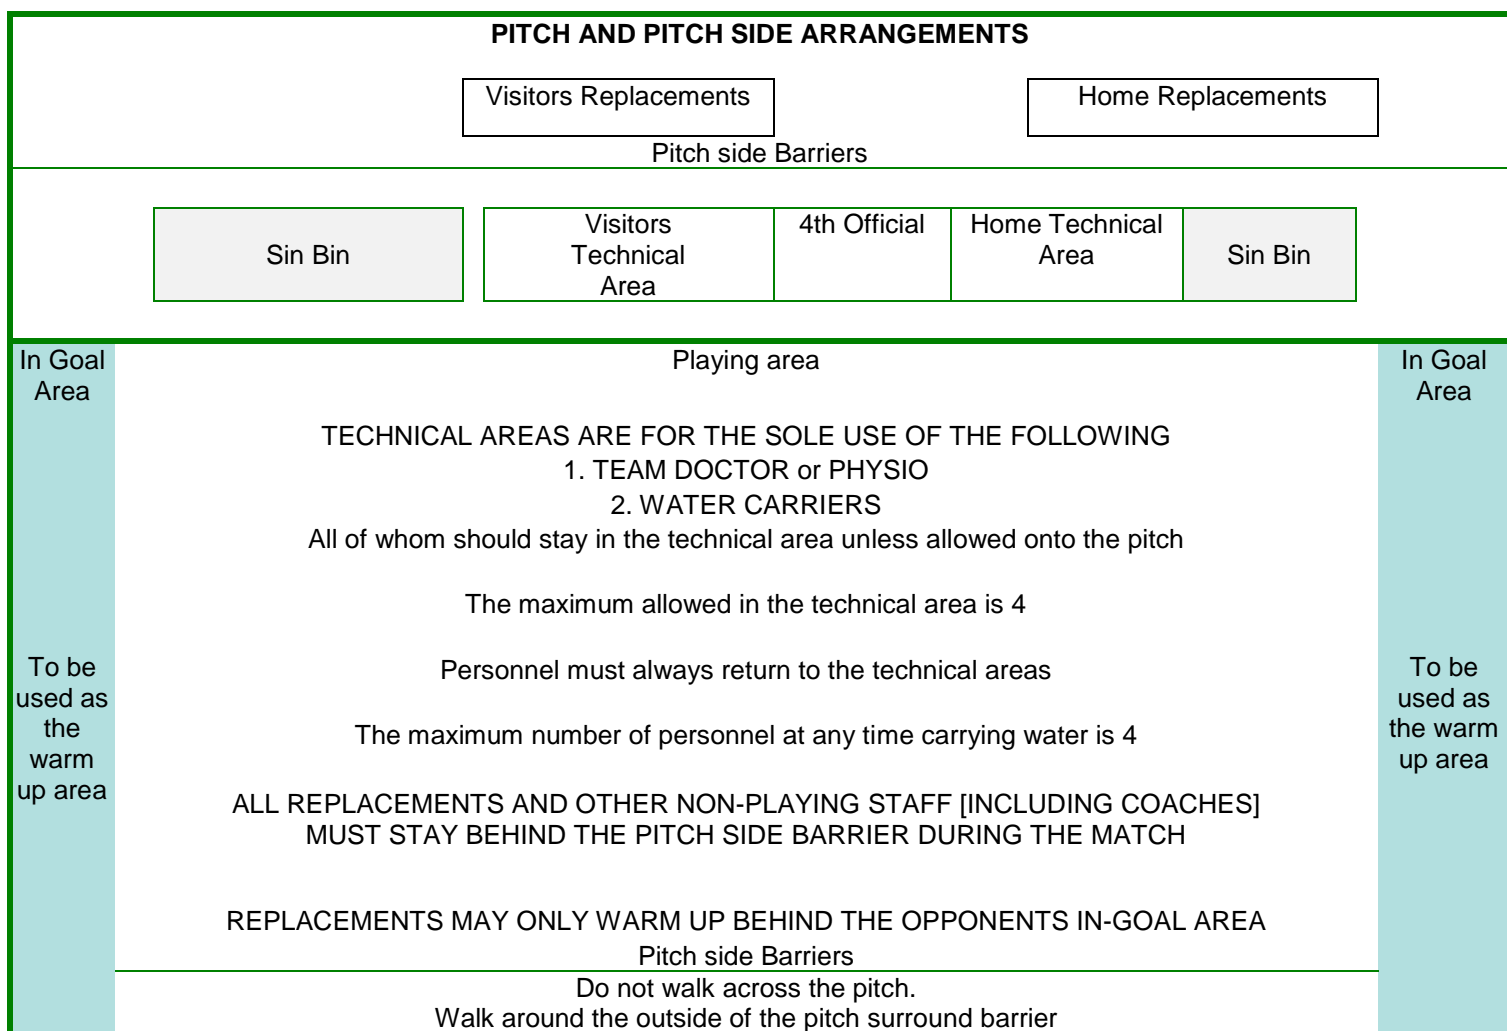 PITCH AND PITCH SIDE ARRANGEMENTS
Visitors Replacements
Home Replacements
Pitch side Barriers
Sin Bin
Visitors
Technical
Area
4th Official
Home Technical
Area
Sin Bin
In Goal
Area
To be
used as
the
warm
up area
Playing area
TECHNICAL AREAS ARE FOR THE SOLE USE OF THE FOLLOWING
1. TEAM DOCTOR or PHYSIO
2. WATER CARRIERS
All of whom should stay in the technical area unless allowed onto the pitch
The maximum allowed in the technical area is 4
Personnel must always return to the technical areas
The maximum number of personnel at any time carrying water is 4
ALL REPLACEMENTS AND OTHER NON-PLAYING STAFF [INCLUDING COACHES]
MUST STAY BEHIND THE PITCH SIDE BARRIER DURING THE MATCH
REPLACEMENTS MAY ONLY WARM UP BEHIND THE OPPONENTS IN-GOAL AREA
Pitch side Barriers
Do not walk across the pitch.
Walk around the outside of the pitch surround barrier
In Goal
Area
To be
used as
the warm
up area